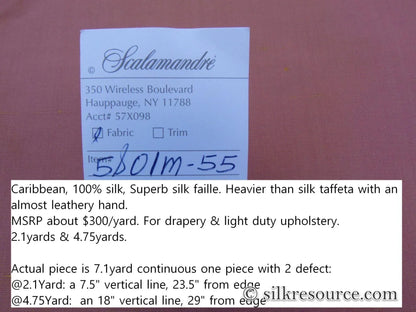 © Scalamandré
350 Wireless Boulevard
Hauppauge, NY 11788
Acct# 57X098
Fabric Trim
Item#
5801M-55
Caribbean, 100% silk, Superb silk faille. Heavier than silk taffeta with an
almost leathery hand.
MSRP about $300/yard. For drapery & light duty upholstery.
2.1yards & 4.75yards.
Actual piece is 7.1yard continuous one piece with 2 defect:
@2.1Yard: a 7.5" vertical line, 23.5" from edge
@4.75Yard: an 18" vertical line, 29" from edge
© silkresource.com